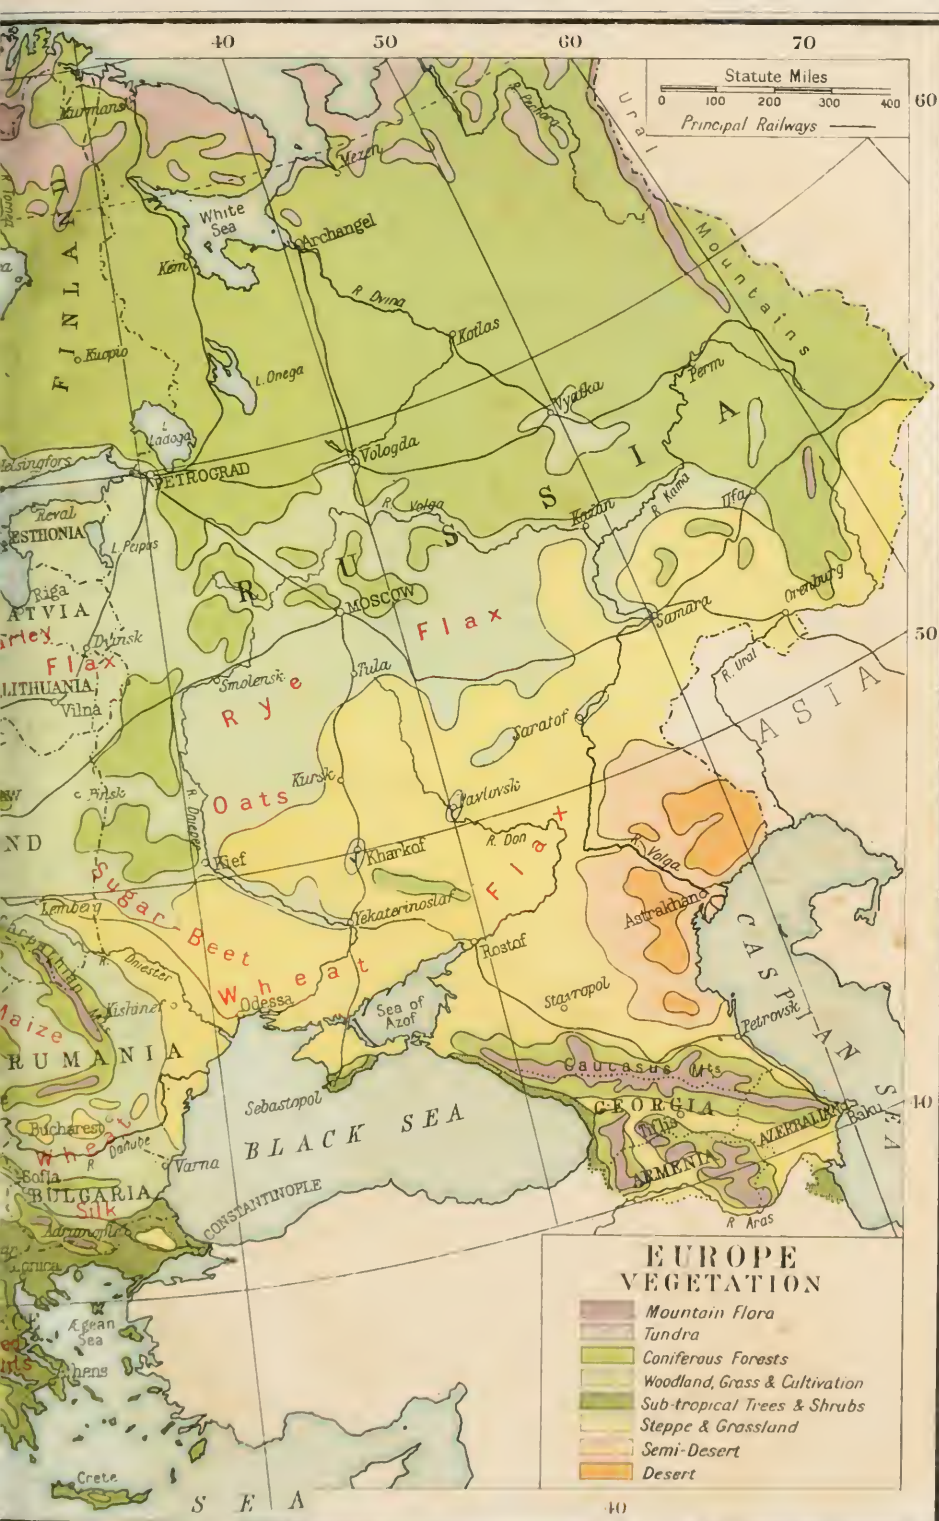 40 50 60 70
Statute Miles
0 100 200 300 400
Principal Railways
60
Murmansk
R. Pechora
Ural
Mezen
FINLAND
White
Sea
Archangel
Kem
Mountains
R. Dvina
Kotlas
Kuopio
L. Onega
Vyatka
Perm
L.
Ladoga
Vologda
Helsingfors
PETROGRAD
RUSSIA
R. Volga
Kazan
R. Kama
Ufa
Reval
ESTHONIA
L. Peipus
Riga
ATVIA
MOSCOW
Flax
Samara
Orenburg
50
Dvinsk
Flax
LITHUANIA
Vilna
Smolensk
Tula
Rye
R. Ural
ASIA
Saratof
Kursk
Oats
Pinsk
R. Dnieper
Pavlovsk
ND
Kief
Kharkof
R. Don
Flax
R. Volga
Sugar-Beet
Lemberg
Yekaterinoslaf
Astrakhan
Rostof
R. Dniester
Carpathian Mts
Wheat
Kishinef
Odessa
Sea of
Azof
Stavropol
CASPIAN SEA
Petrovsk
Maize
RUMANIA
Caucasus Mts
Sebastopol
GEORGIA
40
Bucharest
Wheat
R Danube
BLACK SEA
Tiflis
AZERBAIJAN
Baku
Varna
Sofia
BULGARIA
ARMENIA
Silk
CONSTANTINOPLE
R Aras
Adrianople
Ægean
Sea
Athens
Crete
SEA
EUROPE
VEGETATION
Mountain Flora
Tundra
Coniferous Forests
Woodland, Grass & Cultivation
Sub-tropical Trees & Shrubs
Steppe & Grassland
Semi-Desert
Desert
40